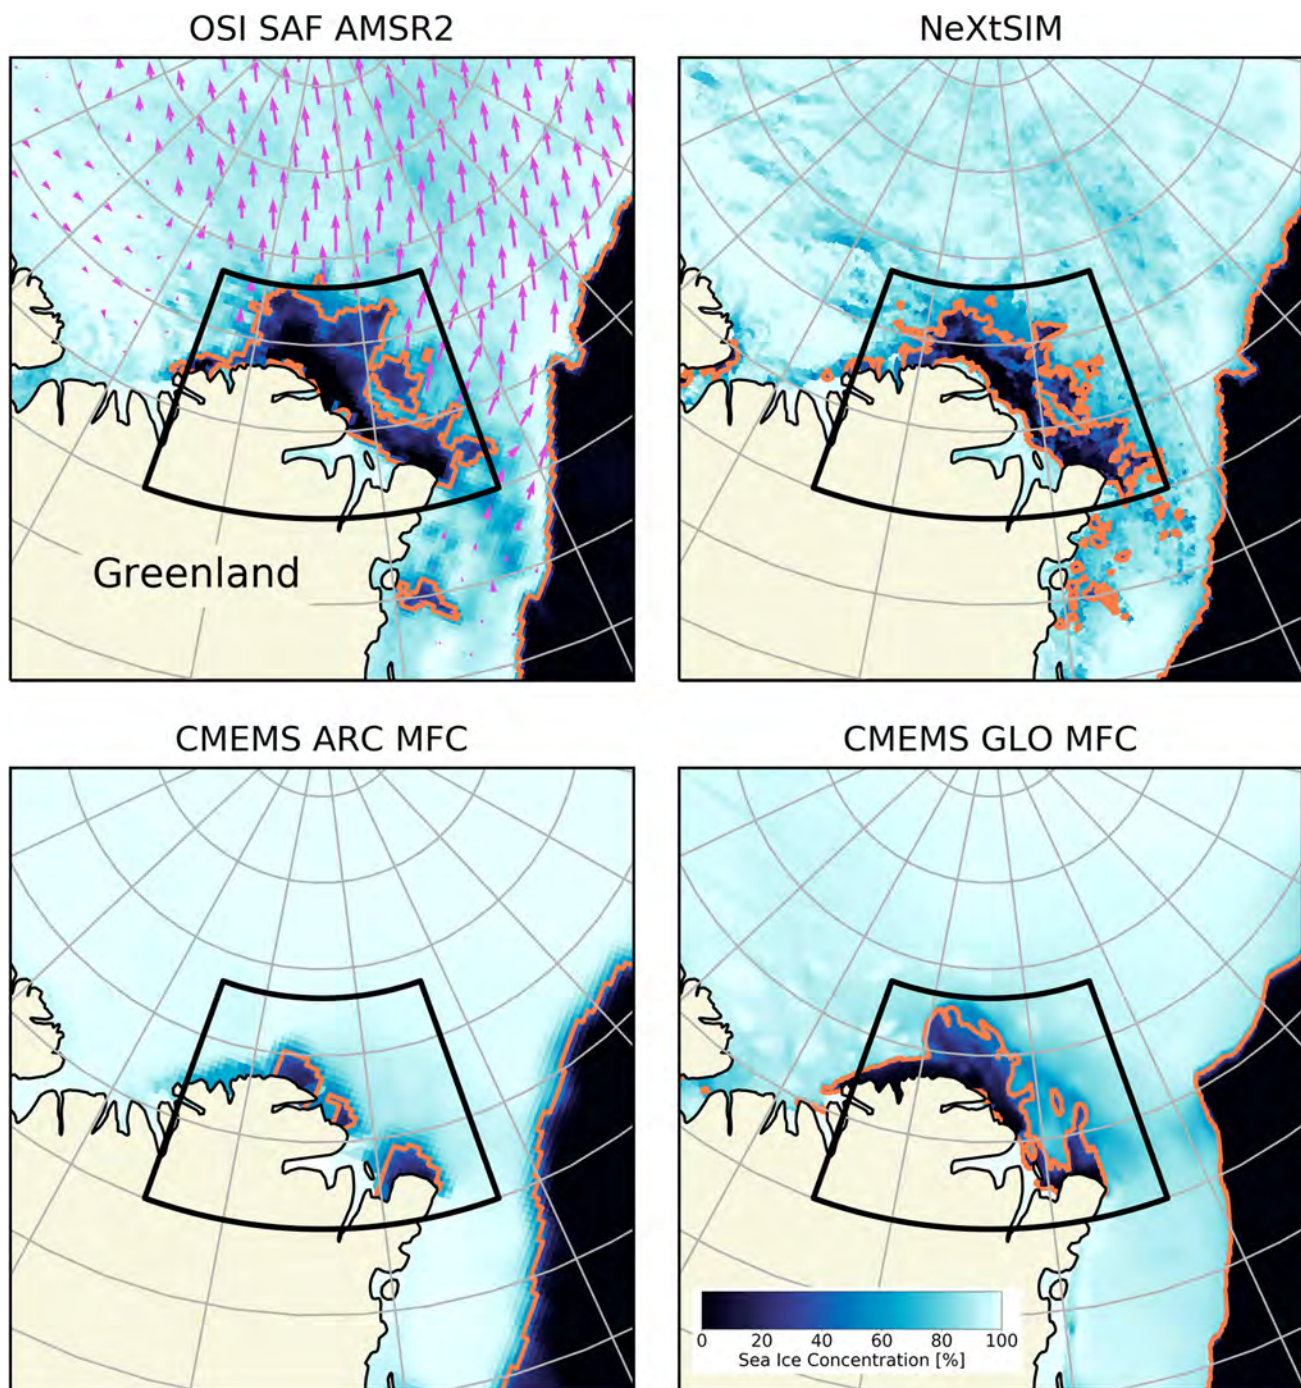 OSI SAF AMSR2
NeXtSIM
Greenland
CMEMS ARC MFC
CMEMS GLO MFC
0 20 40 60 80 100
Sea Ice Concentration [%]